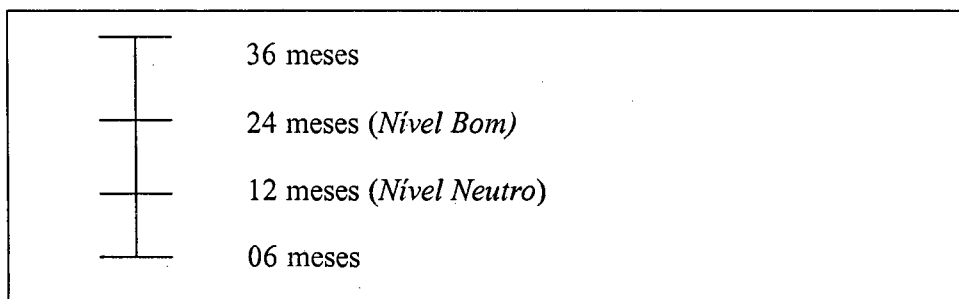 36 meses
24 meses (Nível Bom)
12 meses (Nível Neutro)
06 meses